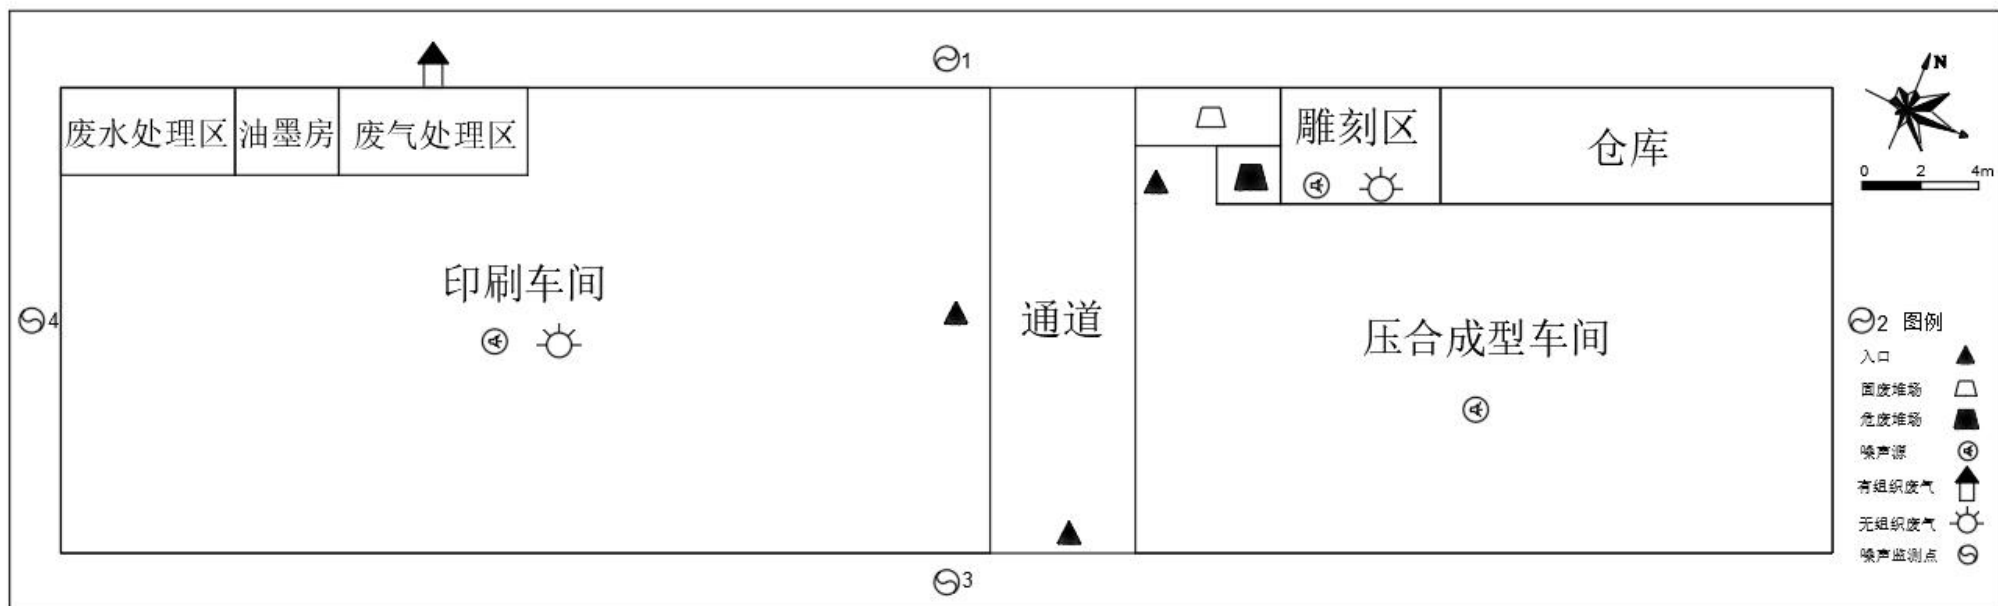 1
N
废水处理区
油墨房
废气处理区
雕刻区
仓库
0 2 4m
印刷车间
4
通道
压合成型车间
2 图例
入口
固废堆场
危废堆场
噪声源
有组织废气
无组织废气
噪声监测点
3